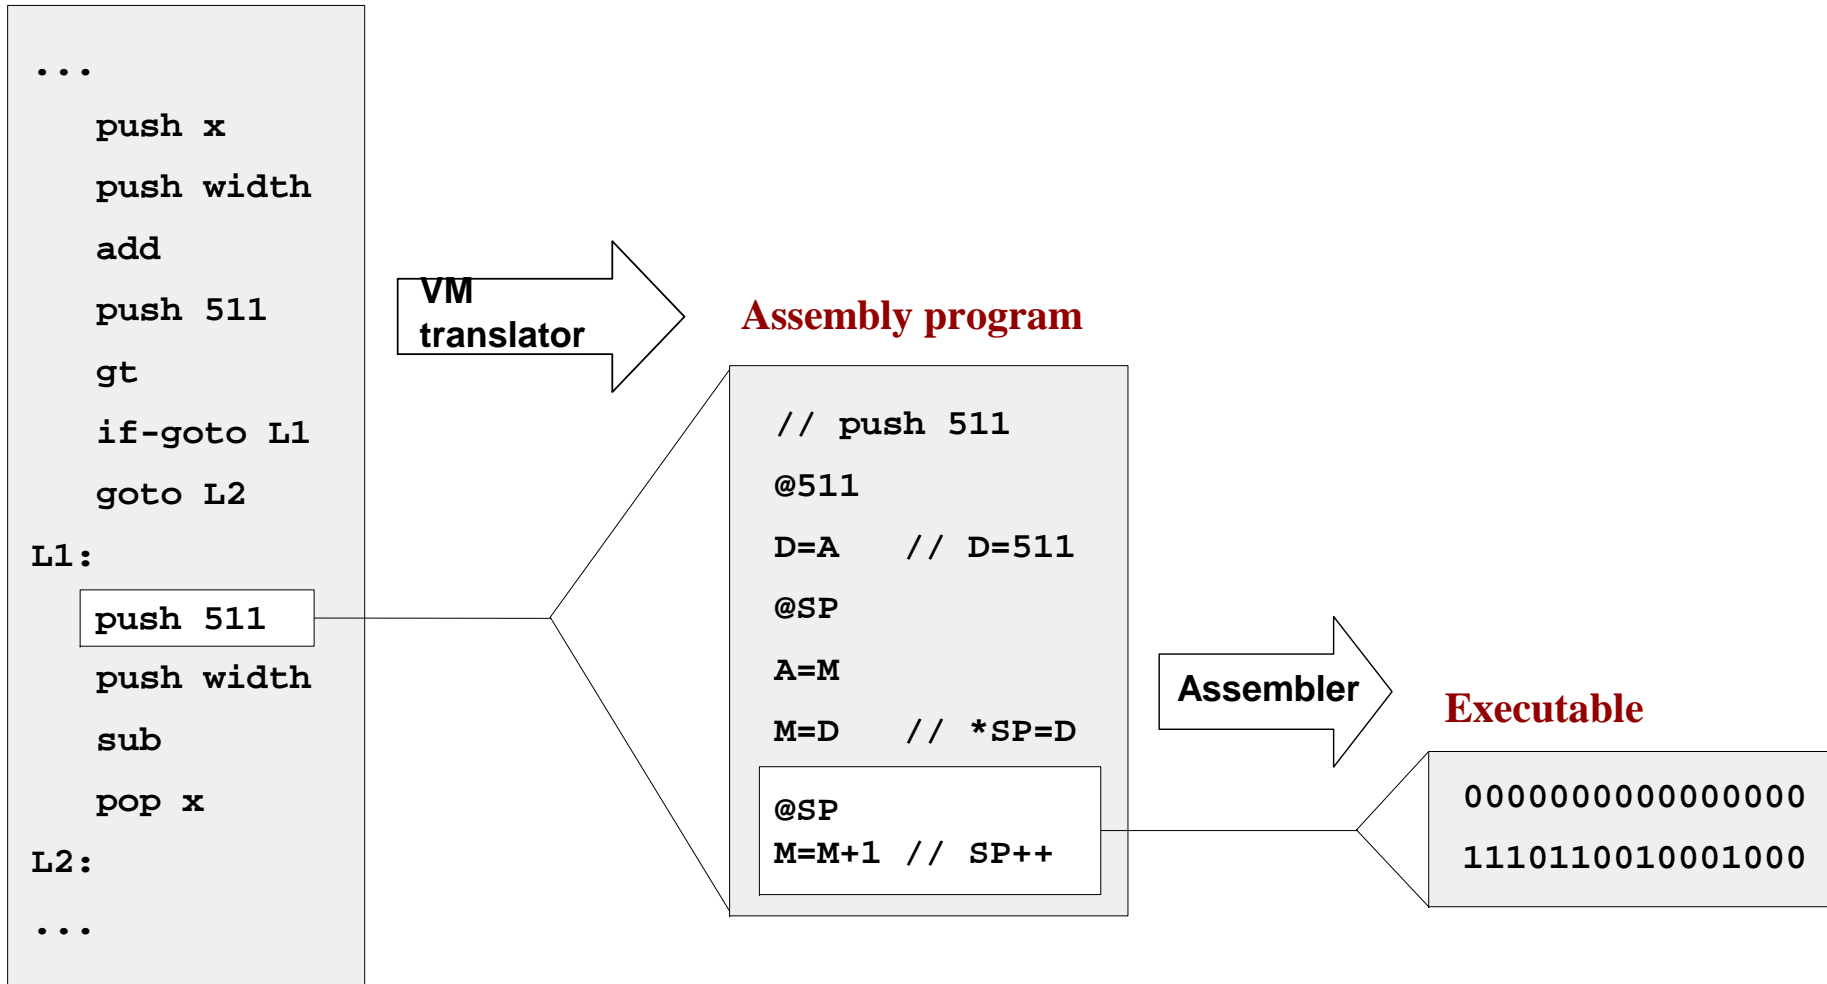 ...
push x
push width
add
push 511
gt
if-goto L1
goto L2
L1:
push 511
push width
sub
pop x
L2:
...
VM
translator
Assembly program
// push 511
@511
D=A // D=511
@SP
A=M
M=D // *SP=D
@SP
M=M+1 // SP++
Assembler
Executable
0000000000000000
1110110010001000